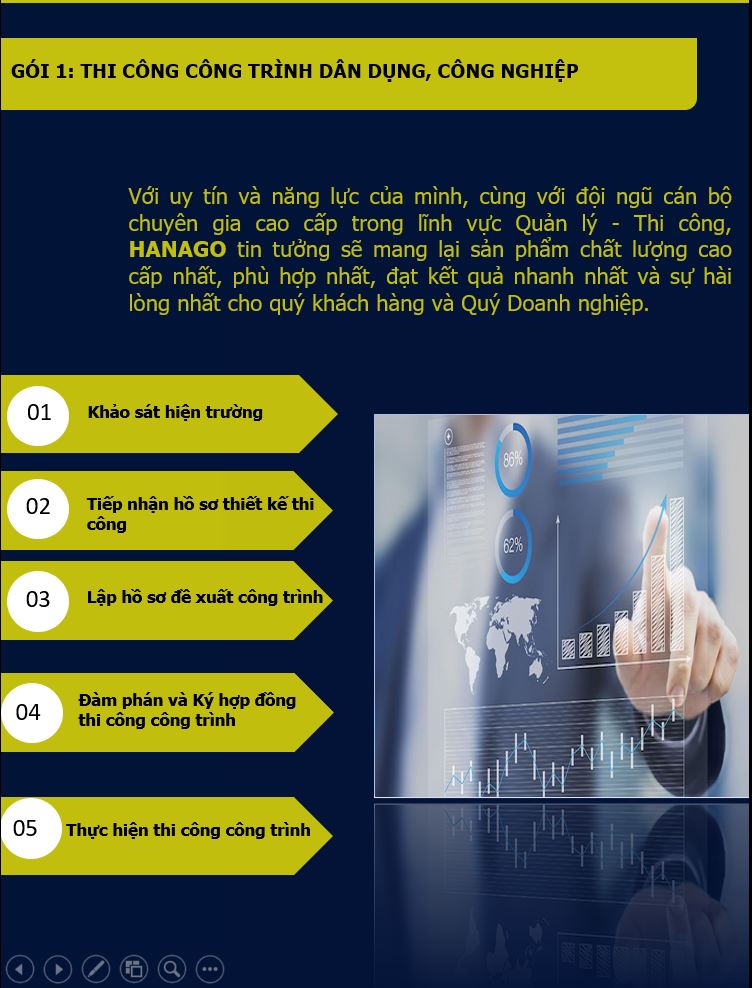 GÓI 1: THI CÔNG CÔNG TRÌNH DÂN DỤNG, CÔNG NGHIỆP
Với uy tín và năng lực của mình, cùng với đội ngũ cán bộ
chuyên gia cao cấp trong lĩnh vực Quản lý - Thi công,
HANAGO tin tưởng sẽ mang lại sản phẩm chất lượng cao
cấp nhất, phù hợp nhất, đạt kết quả nhanh nhất và sự hài
lòng nhất cho quý khách hàng và Quý Doanh nghiệp.
01
Khảo sát hiện trường
02
Tiếp nhận hồ sơ thiết kế thi
công
03
Lập hồ sơ đề xuất công trình
04
Đàm phán và Ký hợp đồng
thi công công trình
05
Thực hiện thi công công trình
86%
62%